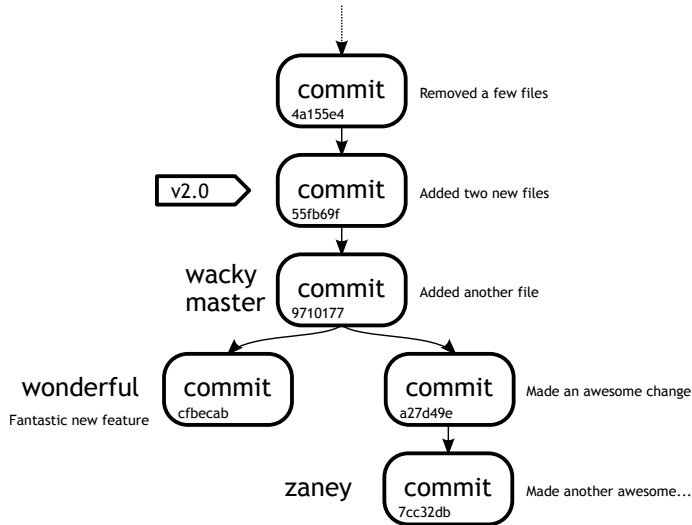 commit
4a155e4
Removed a few files
v2.0
commit
55fb69f
Added two new files
wacky
master
commit
9710177
Added another file
wonderful
Fantastic new feature
commit
cfbecab
commit
a27d49e
Made an awesome change
zaney
commit
7cc32db
Made another awesome...